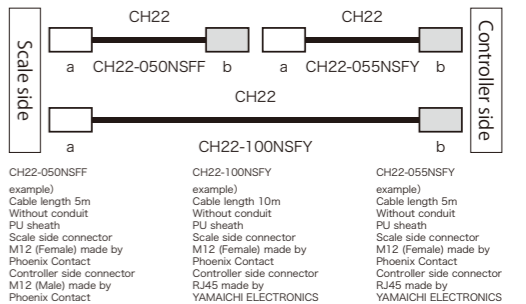 CH22
CH22
Scale side
a
CH22-050NSFF
b
a
CH22-055NSFY
b
Controller side
CH22
a
CH22-100NSFY
b
CH22-050NSFF
example)
Cable length 5m
Without conduit
PU sheath
Scale side connector
M12 (Female) made by
Phoenix Contact
Controller side connector
M12 (Male) made by
Phoenix Contact
CH22-100NSFY
example)
Cable length 10m
Without conduit
PU sheath
Scale side connector
M12 (Female) made by
Phoenix Contact
Controller side connector
RJ45 made by
YAMAICHI ELECTRONICS
CH22-055NSFY
example)
Cable length 5m
Without conduit
PU sheath
Scale side connector
M12 (Female) made by
Phoenix Contact
Controller side connector
RJ45 made by
YAMAICHI ELECTRONICS